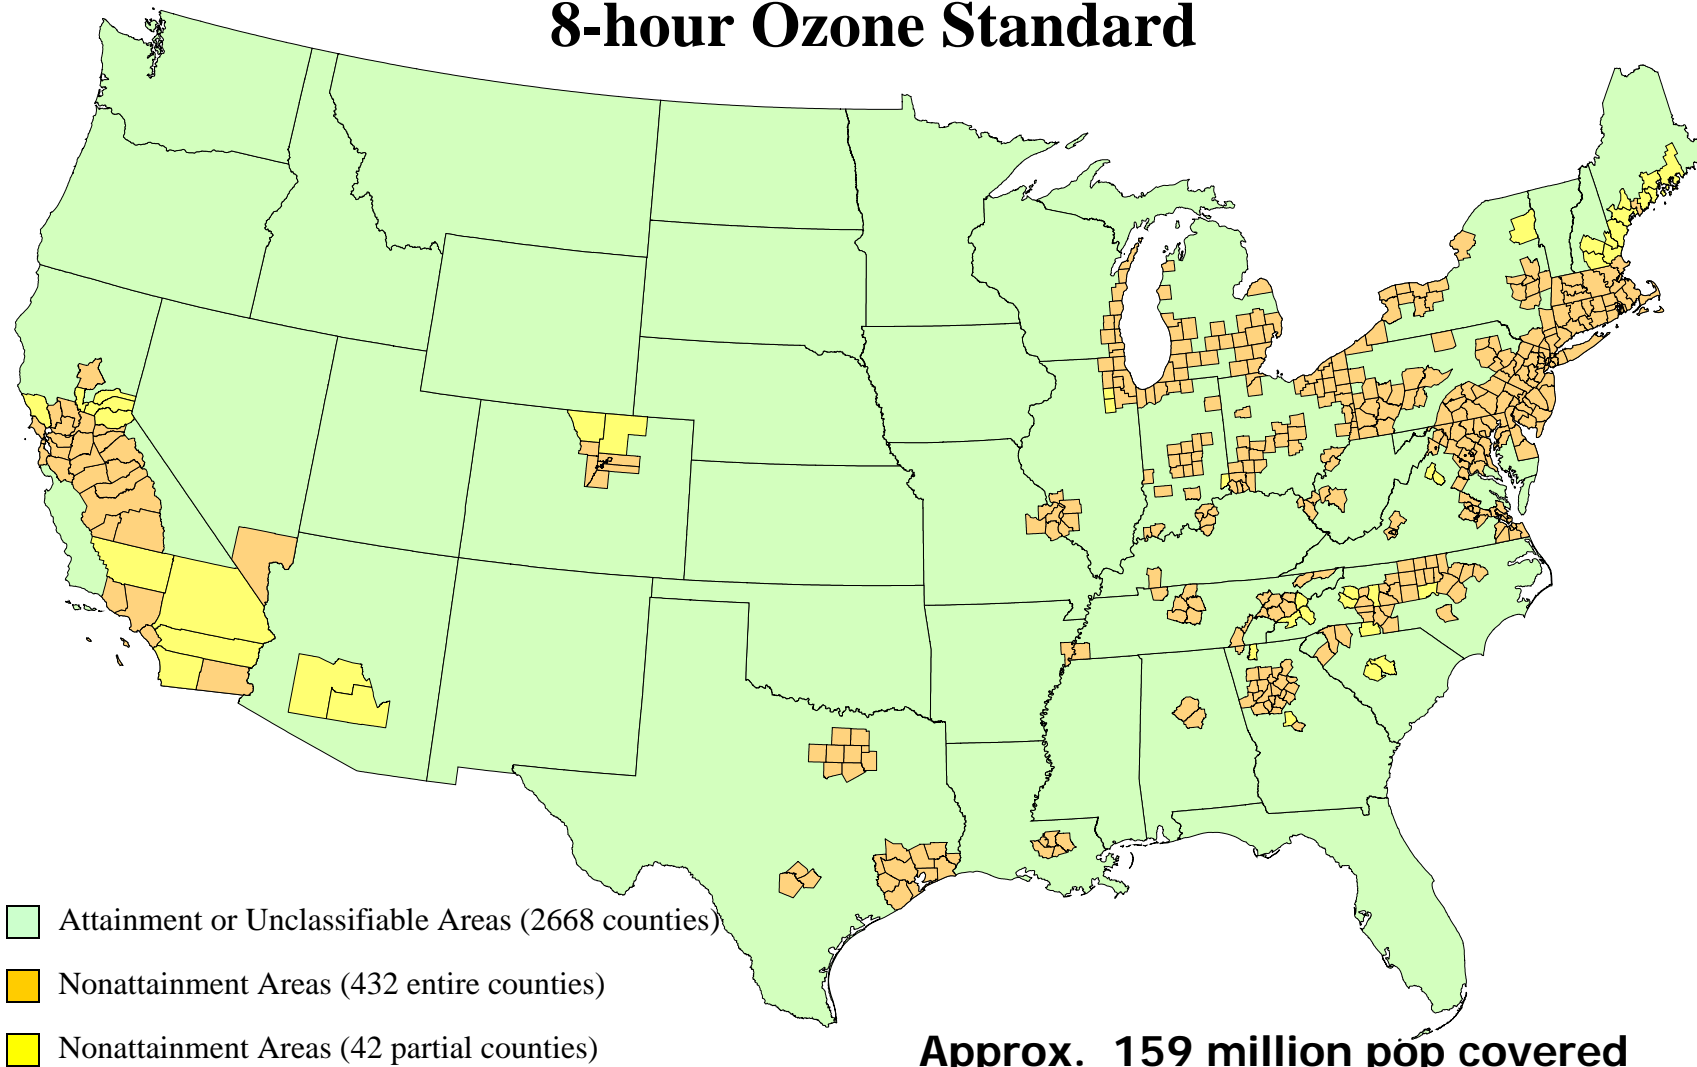 8-hour Ozone Standard
Attainment or Unclassifiable Areas (2668 counties)
Nonattainment Areas (432 entire counties)
Nonattainment Areas (42 partial counties)
Approx. 159 million pop covered